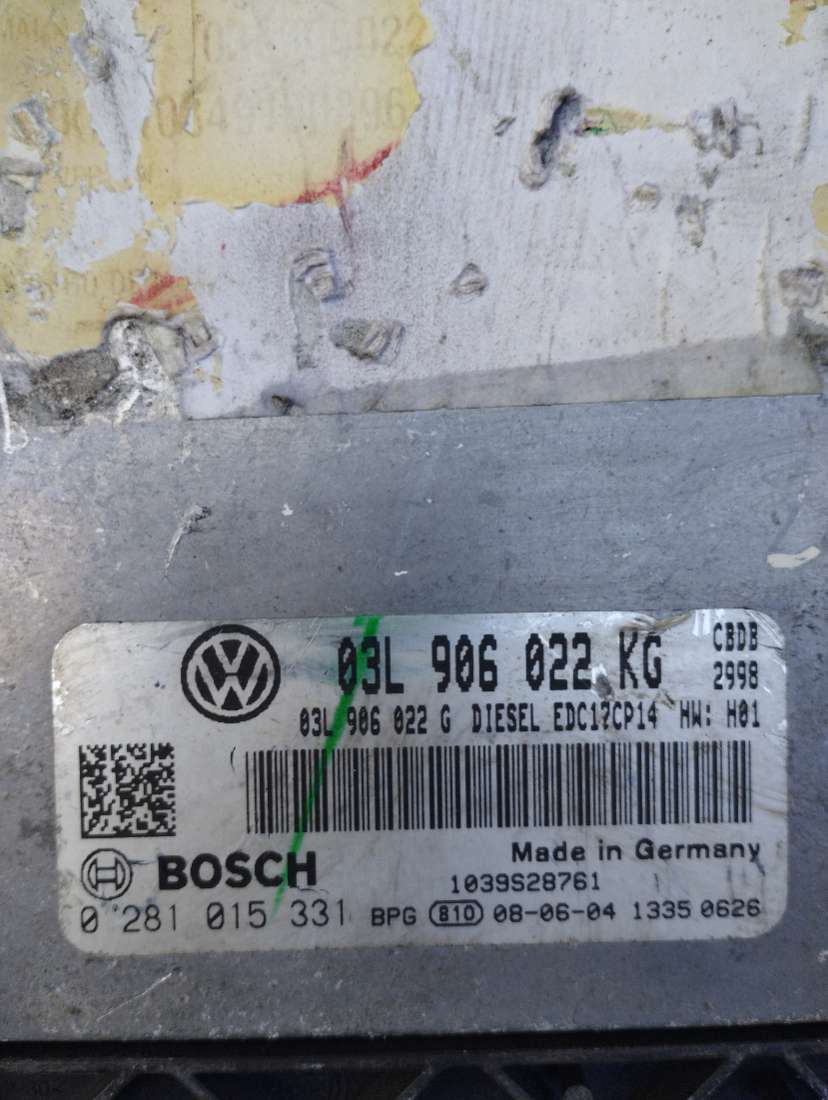 03L 906 022 KG
CBDB
2998
03L 906 022 G DIESEL EDC17CP14 HW: H01
Made in Germany
BOSCH
1039S28761
0 281 015 331 BPG 810 08-06-04 1335 0626